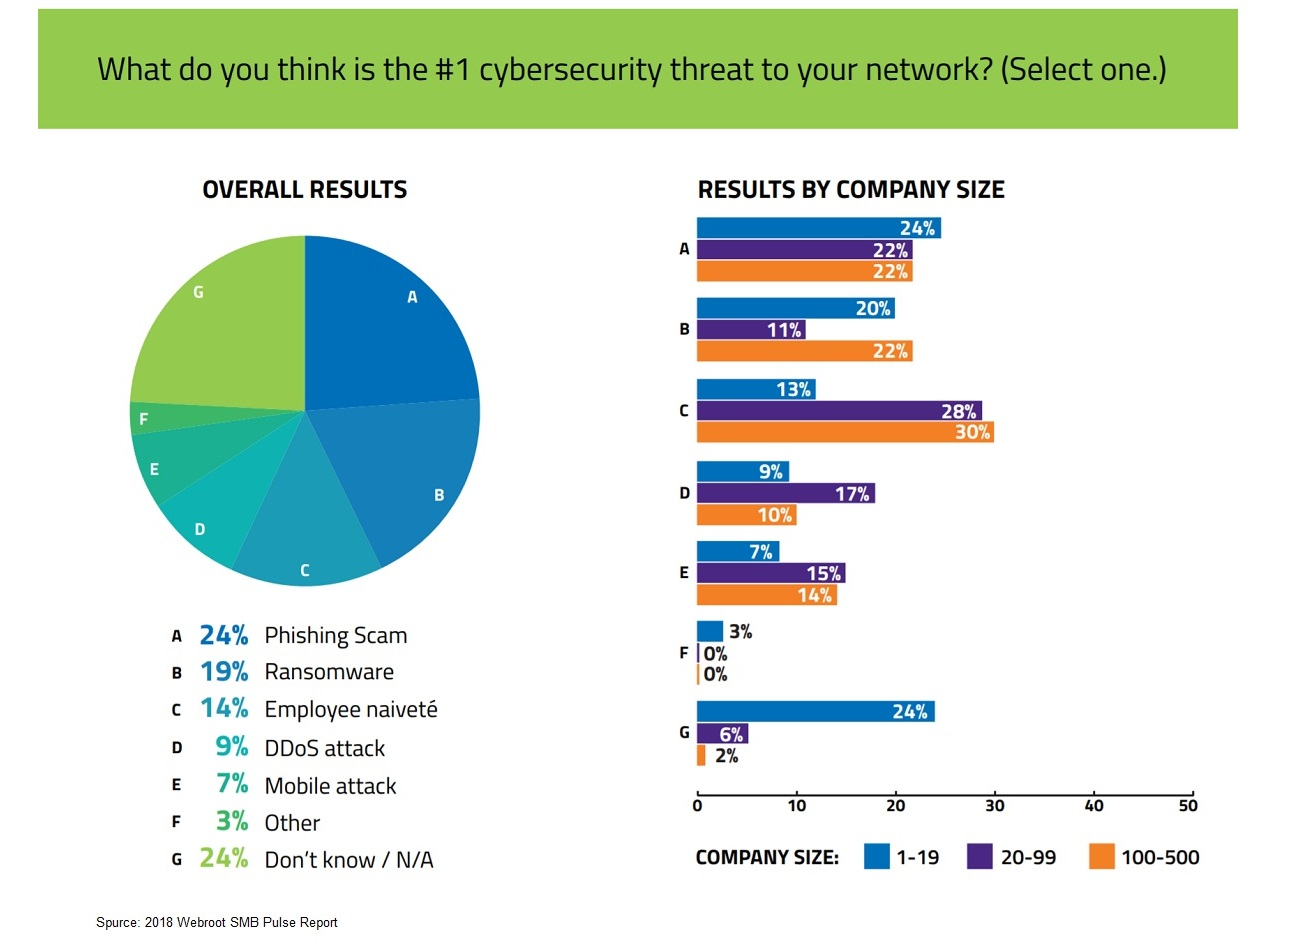 What do you think is the #1 cybersecurity threat to your network? (Select one.)
OVERALL RESULTS
G
A
F
E
B
D
C
A 24% Phishing Scam
B 19% Ransomware
C 14% Employee naiveté
D 9% DDoS attack
E 7% Mobile attack
F 3% Other
G 24% Don't know / N/A
RESULTS BY COMPANY SIZE
24%
A 22%
22%
20%
B 11%
22%
13%
C 28%
30%
9%
D 17%
10%
7%
E 15%
14%
3%
F 0%
0%
24%
G 6%
2%
0 10 20 30 40 50
COMPANY SIZE: 1-19 20-99 100-500
Spurce: 2018 Webroot SMB Pulse Report